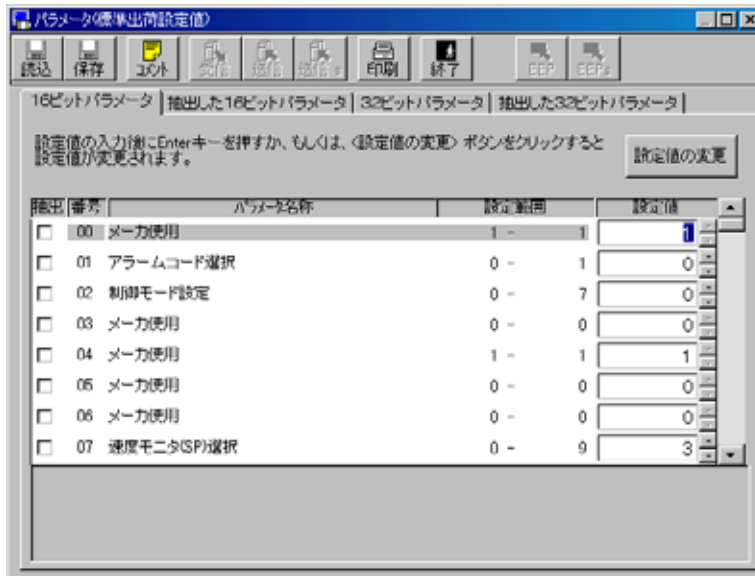 パラメータ(標準出荷設定値)
読込 保存 コメント 受信 送信 送信s 印刷 終了 EEP EEPs
16ビットパラメータ 抽出した16ビットパラメータ 32ビットパラメータ 抽出した32ビットパラメータ
設定値の入力後にEnterキーを押すか、もしくは、<設定値の変更> ボタンをクリックすると
設定値が変更されます。
設定値の変更
抽出 番号 パラメータ名称 設定範囲 設定値
00 メーカ使用 1 - 1 1
01 アラームコード選択 0 - 1 0
02 制御モード設定 0 - 7 0
03 メーカ使用 0 - 0 0
04 メーカ使用 1 - 1 1
05 メーカ使用 0 - 0 0
06 メーカ使用 0 - 0 0
07 速度モニタ(SP)選択 0 - 9 3